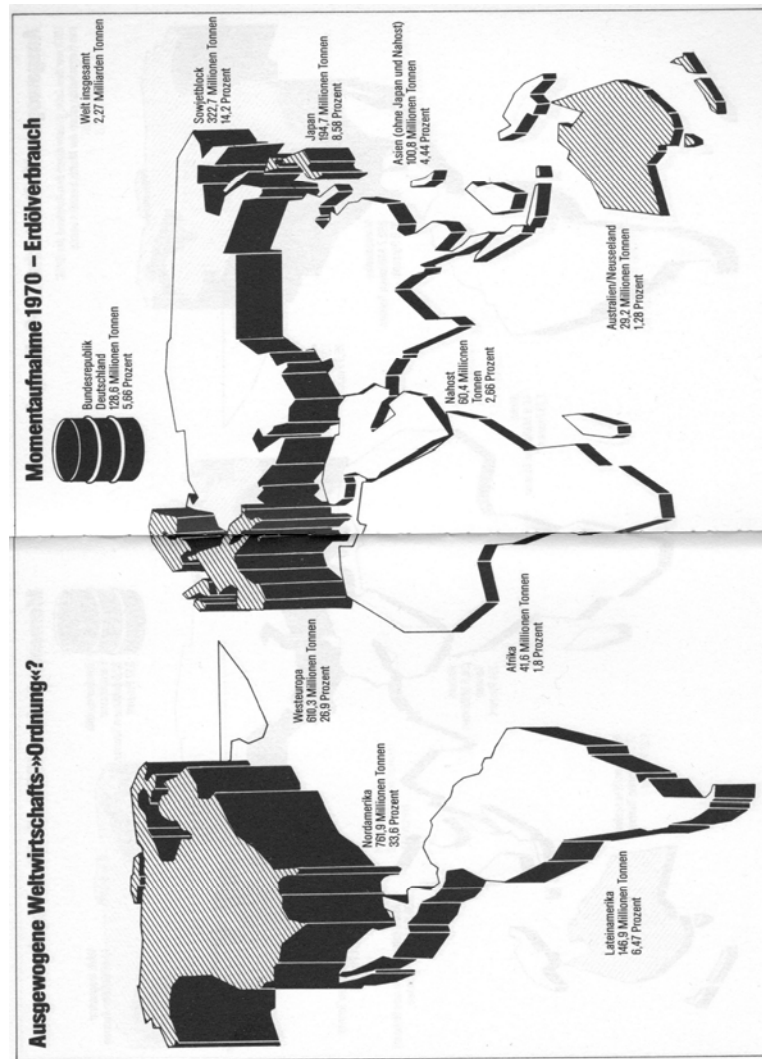 Ausgewogene Weltwirtschafts-»Ordnung«?
Momentaufnahme 1970 – Erdölverbrauch
Bundesrepublik
Deutschland
128,6 Millionen Tonnen
5,66 Prozent
Welt insgesamt
2,27 Milliarden Tonnen
Sowjetblock
322,7 Millionen Tonnen
14,2 Prozent
Japan
194,7 Millionen Tonnen
8,58 Prozent
Westeuropa
610,3 Millionen Tonnen
26,9 Prozent
Nordamerika
761,9 Millionen Tonnen
33,6 Prozent
Asien (ohne Japan und Nahost)
100,8 Millionen Tonnen
4,44 Prozent
Nahost
60,4 Millionen
Tonnen
2,66 Prozent
Afrika
41,6 Millionen Tonnen
1,8 Prozent
Lateinamerika
146,9 Millionen Tonnen
6,47 Prozent
Australien/Neuseeland
29,2 Millionen Tonnen
1,28 Prozent